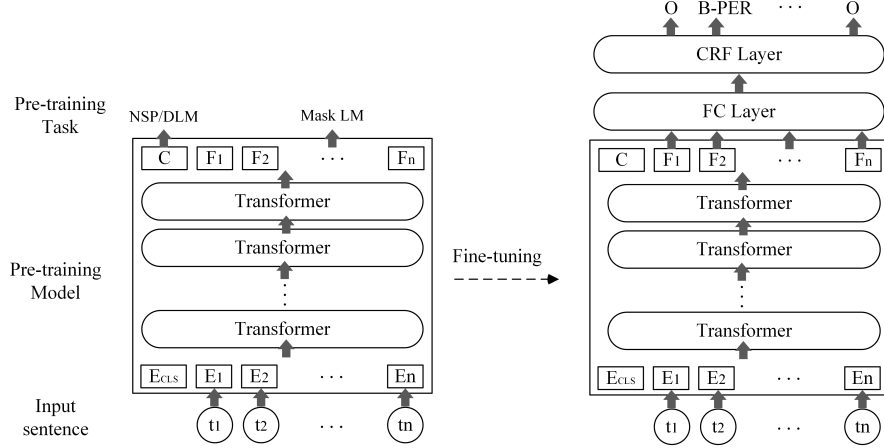 O B-PER ··· O
CRF Layer
FC Layer
Pre-training
Task
NSP/DLM
Mask LM
C F1 F2 ··· Fn
Transformer
Transformer
Transformer
ECLS E1 E2 ··· En
t1 t2 ··· tn
Pre-training
Model
Input
sentence
Fine-tuning
C F1 F2 ··· Fn
Transformer
Transformer
Transformer
ECLS E1 E2 ··· En
t1 t2 ··· tn